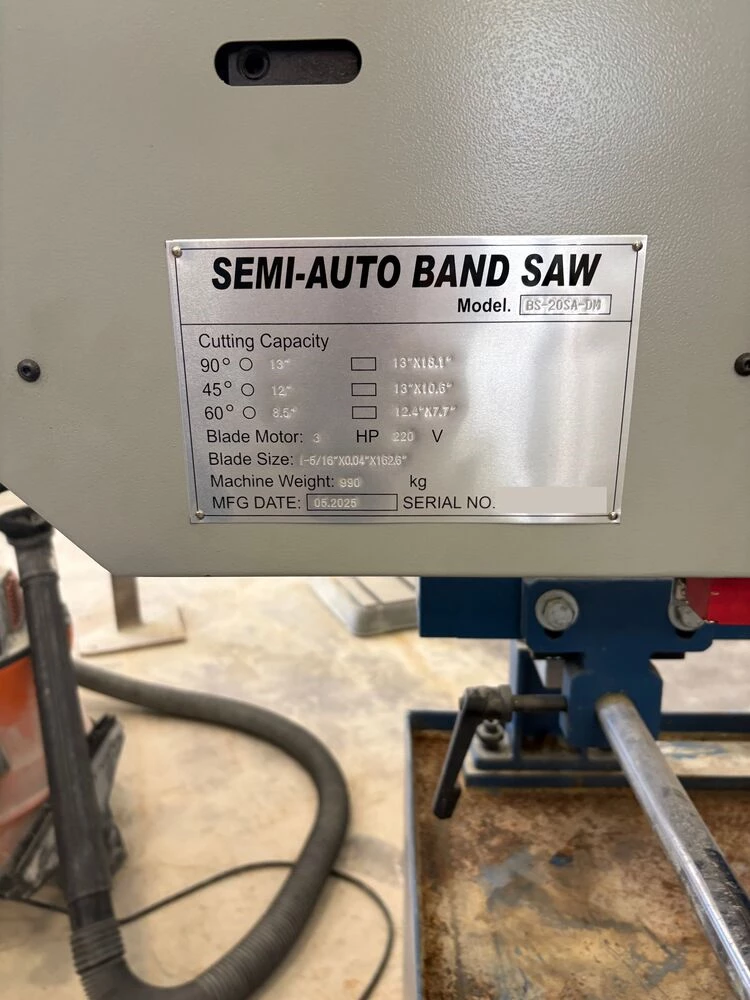 SEMI-AUTO BAND SAW
Model. BS-20SA-DM
Cutting Capacity
90° ○ 13" ▭ 13"X18.1"
45° ○ 12" ▭ 13"X10.6"
60° ○ 8.5" ▭ 12.4"X7.7"
Blade Motor: 3 HP 220 V
Blade Size: 1-5/16"X0.04"X162.6"
Machine Weight: 990 kg
MFG DATE: 05.2025 SERIAL NO.